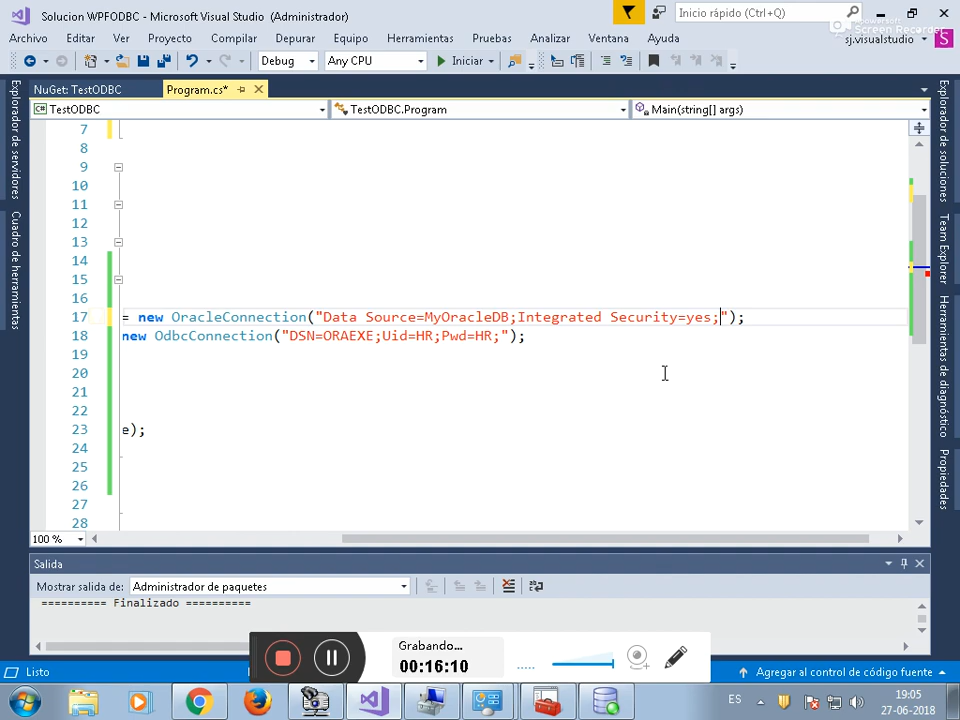 Solucion WPFODBC - Microsoft Visual Studio (Administrador)
Inicio rápido (Ctrl+Q)
Screen Recorder
Archivo Editar Ver Proyecto Compilar Depurar Equipo Herramientas Pruebas Analizar Ventana Ayuda
sj.visualstudio
S
Debug
Any CPU
Iniciar
NuGet: TestODBC
Program.cs*
TestODBC
TestODBC.Program
Main(string[] args)
Explorador de servidores
Cuadro de herramientas
7
8
9
10
11
12
13
14
15
16
17 = new OracleConnection("Data Source=MyOracleDB;Integrated Security=yes;");
18 new OdbcConnection("DSN=ORAEXE;Uid=HR;Pwd=HR;");
19
20
21
22
23 e);
24
25
26
27
28
Explorador de soluciones
Team Explorer
Herramientas de diagnóstico
Propiedades
100 %
Salida
Mostrar salida de: Administrador de paquetes
========== Finalizado ==========
Grabando...
00:16:10
Listo
Agregar al control de código fuente
ES
19:05
27-06-2018